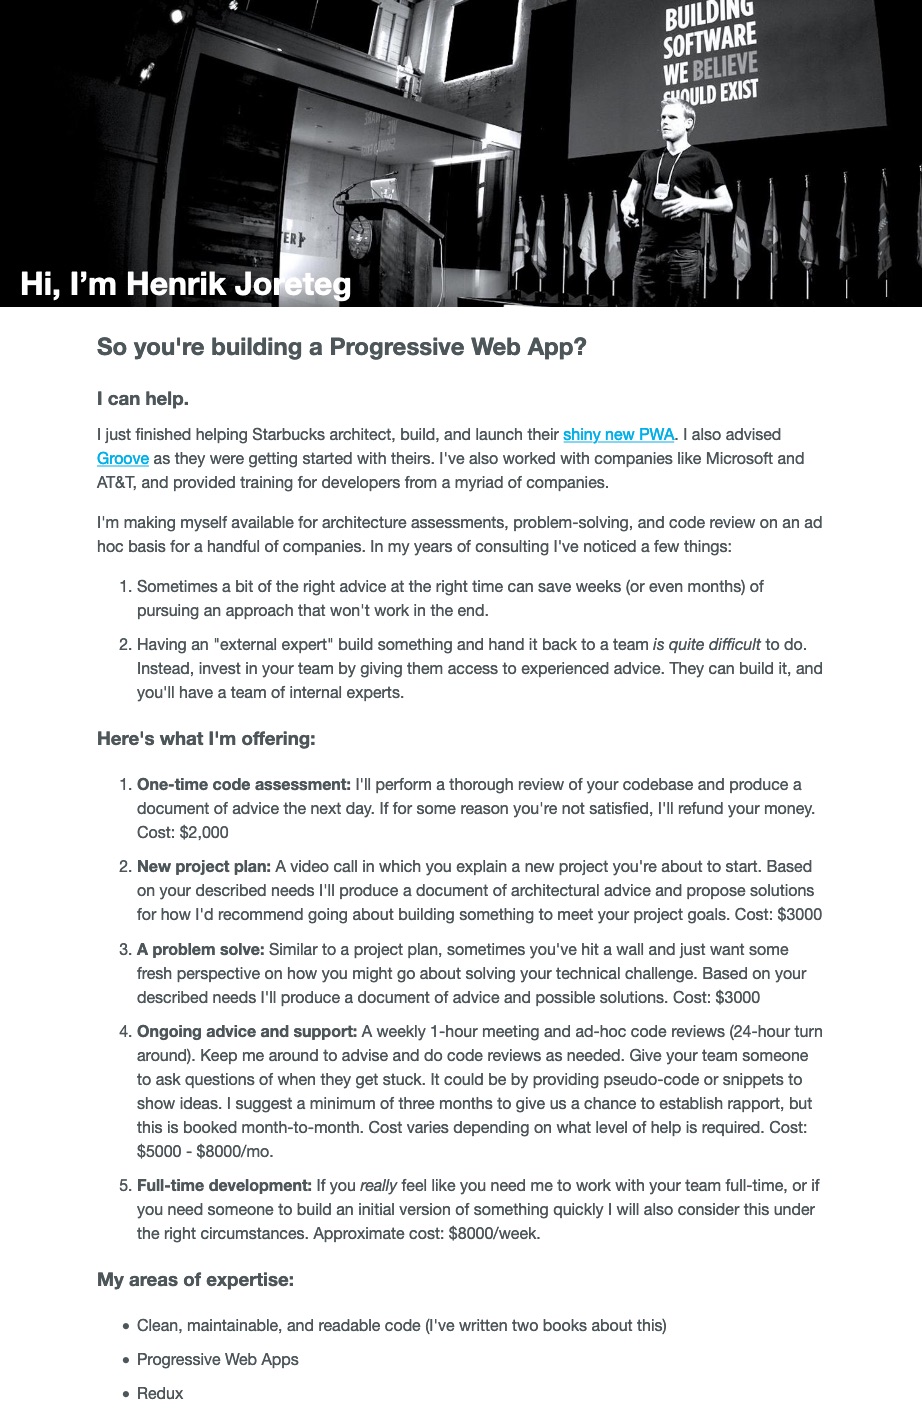 BUILDING
SOFTWARE
WE BELIEVE
SHOULD EXIST
Hi, I’m Henrik Joreteg
So you're building a Progressive Web App?
I can help.
I just finished helping Starbucks architect, build, and launch their shiny new PWA. I also advised
Groove as they were getting started with theirs. I've also worked with companies like Microsoft and
AT&T, and provided training for developers from a myriad of companies.
I'm making myself available for architecture assessments, problem-solving, and code review on an ad
hoc basis for a handful of companies. In my years of consulting I've noticed a few things:
1. Sometimes a bit of the right advice at the right time can save weeks (or even months) of
pursuing an approach that won't work in the end.
2. Having an "external expert" build something and hand it back to a team is quite difficult to do.
Instead, invest in your team by giving them access to experienced advice. They can build it, and
you'll have a team of internal experts.
Here's what I'm offering:
1. One-time code assessment: I'll perform a thorough review of your codebase and produce a
document of advice the next day. If for some reason you're not satisfied, I'll refund your money.
Cost: $2,000
2. New project plan: A video call in which you explain a new project you're about to start. Based
on your described needs I'll produce a document of architectural advice and propose solutions
for how I'd recommend going about building something to meet your project goals. Cost: $3000
3. A problem solve: Similar to a project plan, sometimes you've hit a wall and just want some
fresh perspective on how you might go about solving your technical challenge. Based on your
described needs I'll produce a document of advice and possible solutions. Cost: $3000
4. Ongoing advice and support: A weekly 1-hour meeting and ad-hoc code reviews (24-hour turn
around). Keep me around to advise and do code reviews as needed. Give your team someone
to ask questions of when they get stuck. It could be by providing pseudo-code or snippets to
show ideas. I suggest a minimum of three months to give us a chance to establish rapport, but
this is booked month-to-month. Cost varies depending on what level of help is required. Cost:
$5000 - $8000/mo.
5. Full-time development: If you really feel like you need me to work with your team full-time, or if
you need someone to build an initial version of something quickly I will also consider this under
the right circumstances. Approximate cost: $8000/week.
My areas of expertise:
• Clean, maintainable, and readable code (I've written two books about this)
• Progressive Web Apps
• Redux